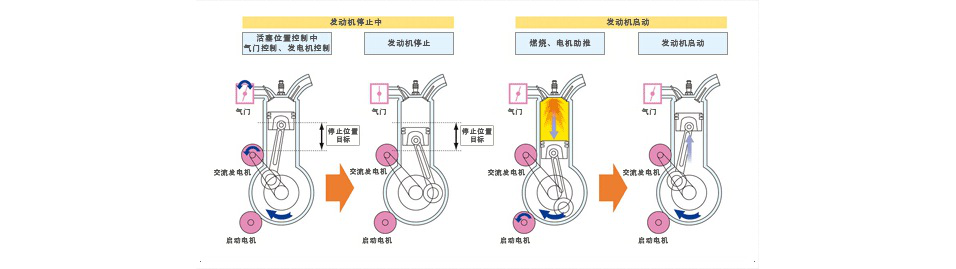 发动机停止中
发动机启动
活塞位置控制中
气门控制、发电机控制
发动机停止
燃烧、电机助推
发动机启动
气门
气门
气门
气门
停止位置
目标
停止位置
目标
交流发电机
交流发电机
交流发电机
交流发电机
启动电机
启动电机
启动电机
启动电机